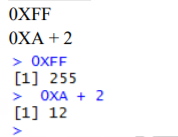 0XFF
0XA + 2
> 0XFF
[1] 255
>  0XA + 2
[1] 12
>